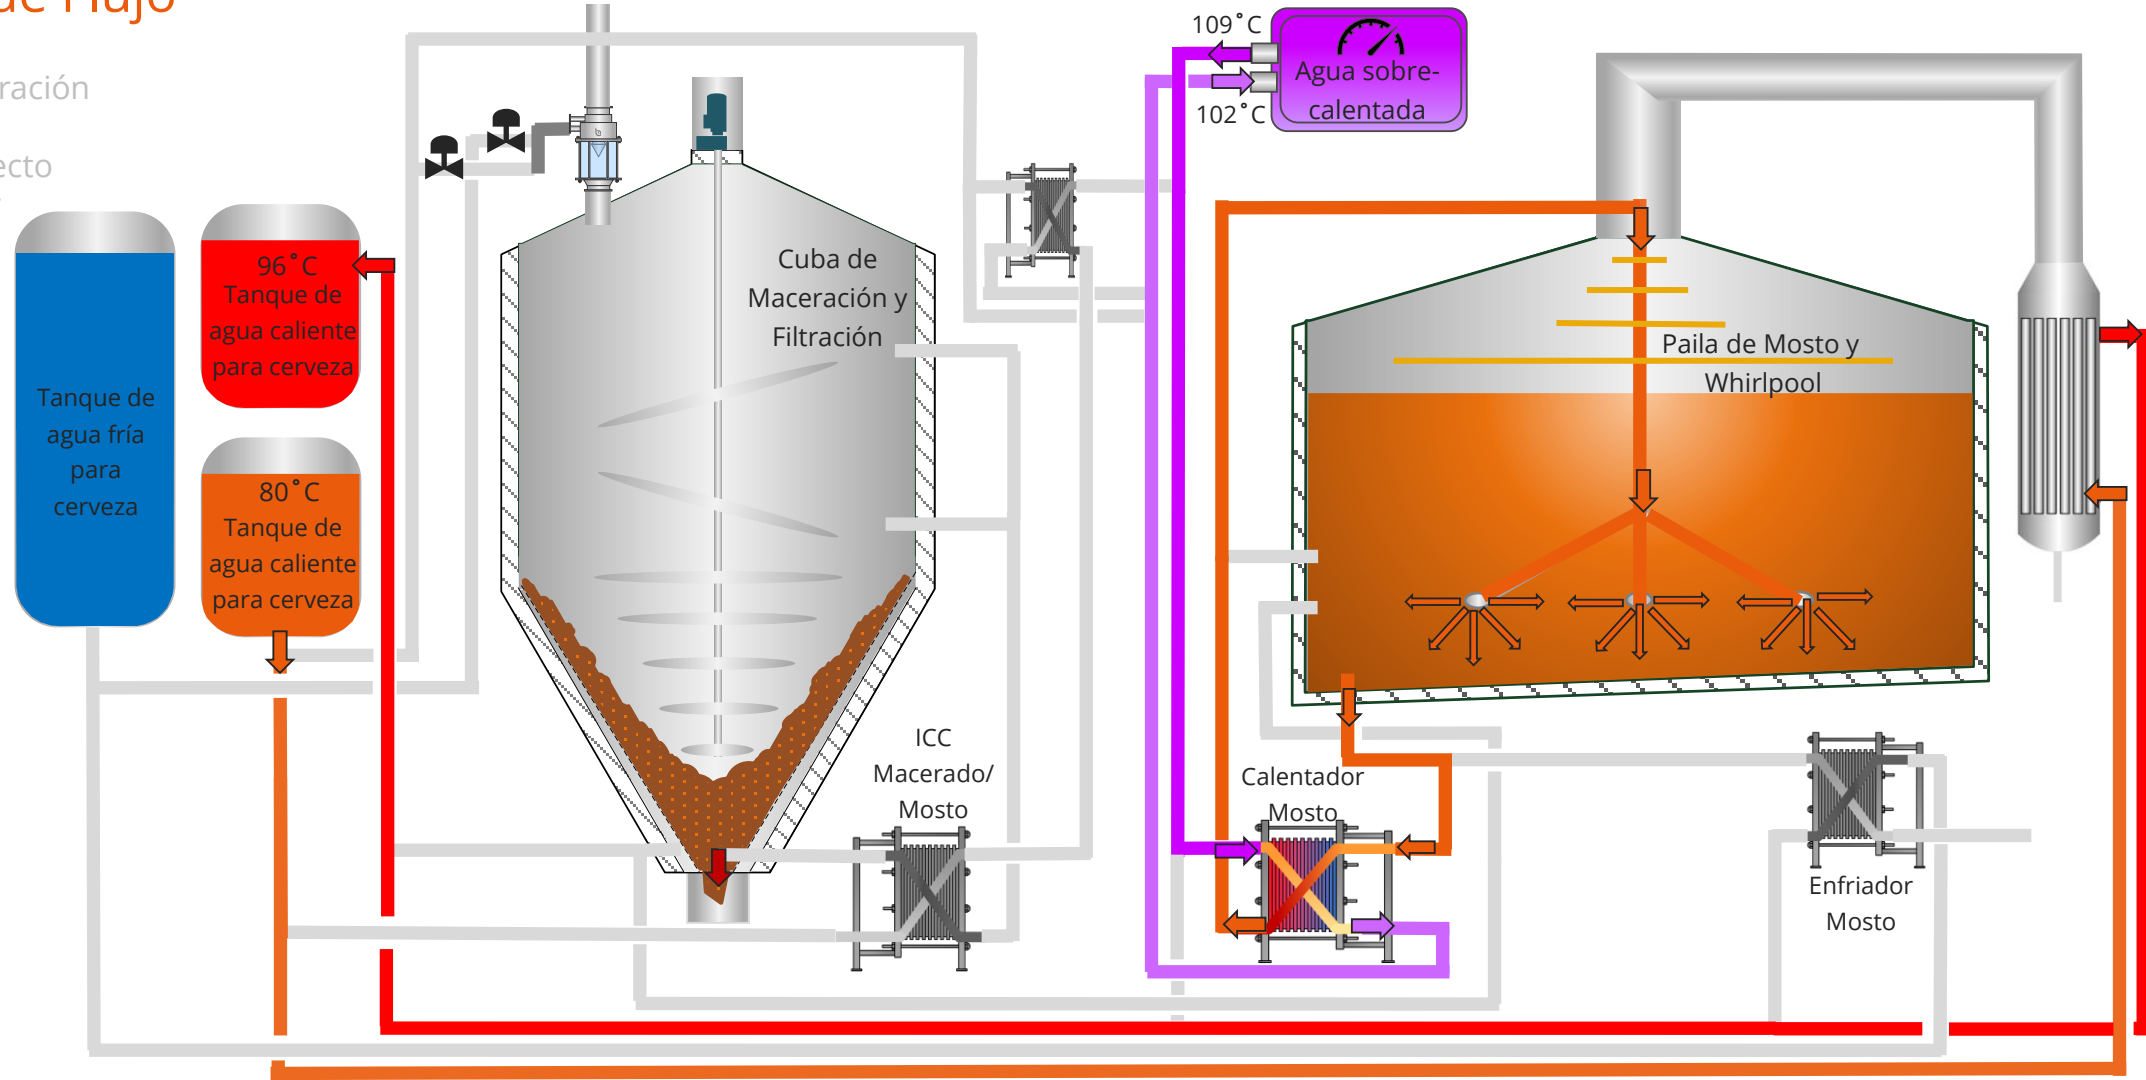 de Flujo
109˚C
Agua sobre-
calentada
102˚C
96˚C
Tanque de
agua caliente
para cerveza
Cuba de
Maceración y
Filtración
Paila de Mosto y
Whirlpool
Tanque de
agua fría
para
cerveza
80˚C
Tanque de
agua caliente
para cerveza
ICC
Macerado/
Mosto
Calentador
Mosto
Enfriador
Mosto